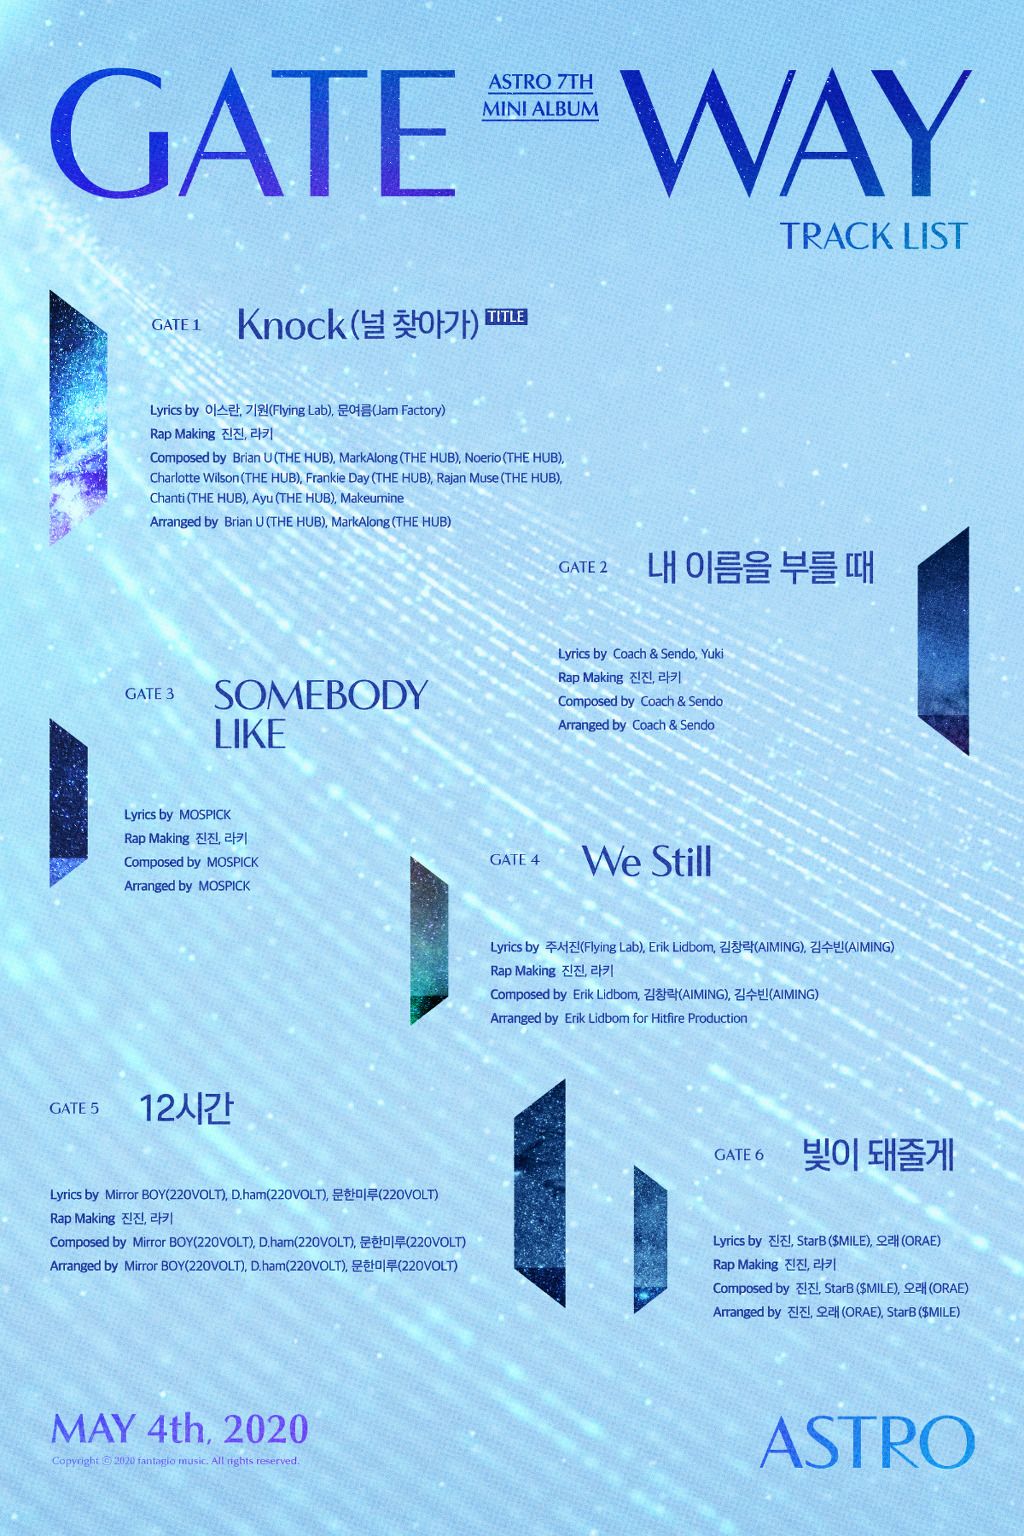 GATE WAY
ASTRO 7TH
MINI ALBUM
TRACK LIST
GATE 1 Knock(널 찾아가) TITLE
Lyrics by 이스란, 기원(Flying Lab), 문여름(Jam Factory)
Rap Making 진진, 라키
Composed by Brian U (THE HUB), MarkAlong (THE HUB), Noerio (THE HUB),
Charlotte Wilson (THE HUB), Frankie Day (THE HUB), Rajan Muse (THE HUB),
Chanti (THE HUB), Ayu (THE HUB), Makeumine
Arranged by Brian U (THE HUB), MarkAlong (THE HUB)
GATE 2 내 이름을 부를 때
Lyrics by Coach & Sendo, Yuki
Rap Making 진진, 라키
Composed by Coach & Sendo
Arranged by Coach & Sendo
GATE 3 SOMEBODY
LIKE
Lyrics by MOSPICK
Rap Making 진진, 라키
Composed by MOSPICK
Arranged by MOSPICK
GATE 4 We Still
Lyrics by 주서진(Flying Lab), Erik Lidbom, 김창락(AIMING), 김수빈(AIMING)
Rap Making 진진, 라키
Composed by Erik Lidbom, 김창락(AIMING), 김수빈(AIMING)
Arranged by Erik Lidbom for Hitfire Production
GATE 5 12시간
Lyrics by Mirror BOY(220VOLT), D.ham(220VOLT), 문한미루(220VOLT)
Rap Making 진진, 라키
Composed by Mirror BOY(220VOLT), D.ham(220VOLT), 문한미루(220VOLT)
Arranged by Mirror BOY(220VOLT), D.ham(220VOLT), 문한미루(220VOLT)
GATE 6 빛이 돼줄게
Lyrics by 진진, StarB ($MILE), 오래 (ORAE)
Rap Making 진진, 라키
Composed by 진진, StarB ($MILE), 오래 (ORAE)
Arranged by 진진, 오래 (ORAE), StarB ($MILE)
MAY 4th, 2020
Copyright ⓒ 2020 fantagio music. All rights reserved.
ASTRO